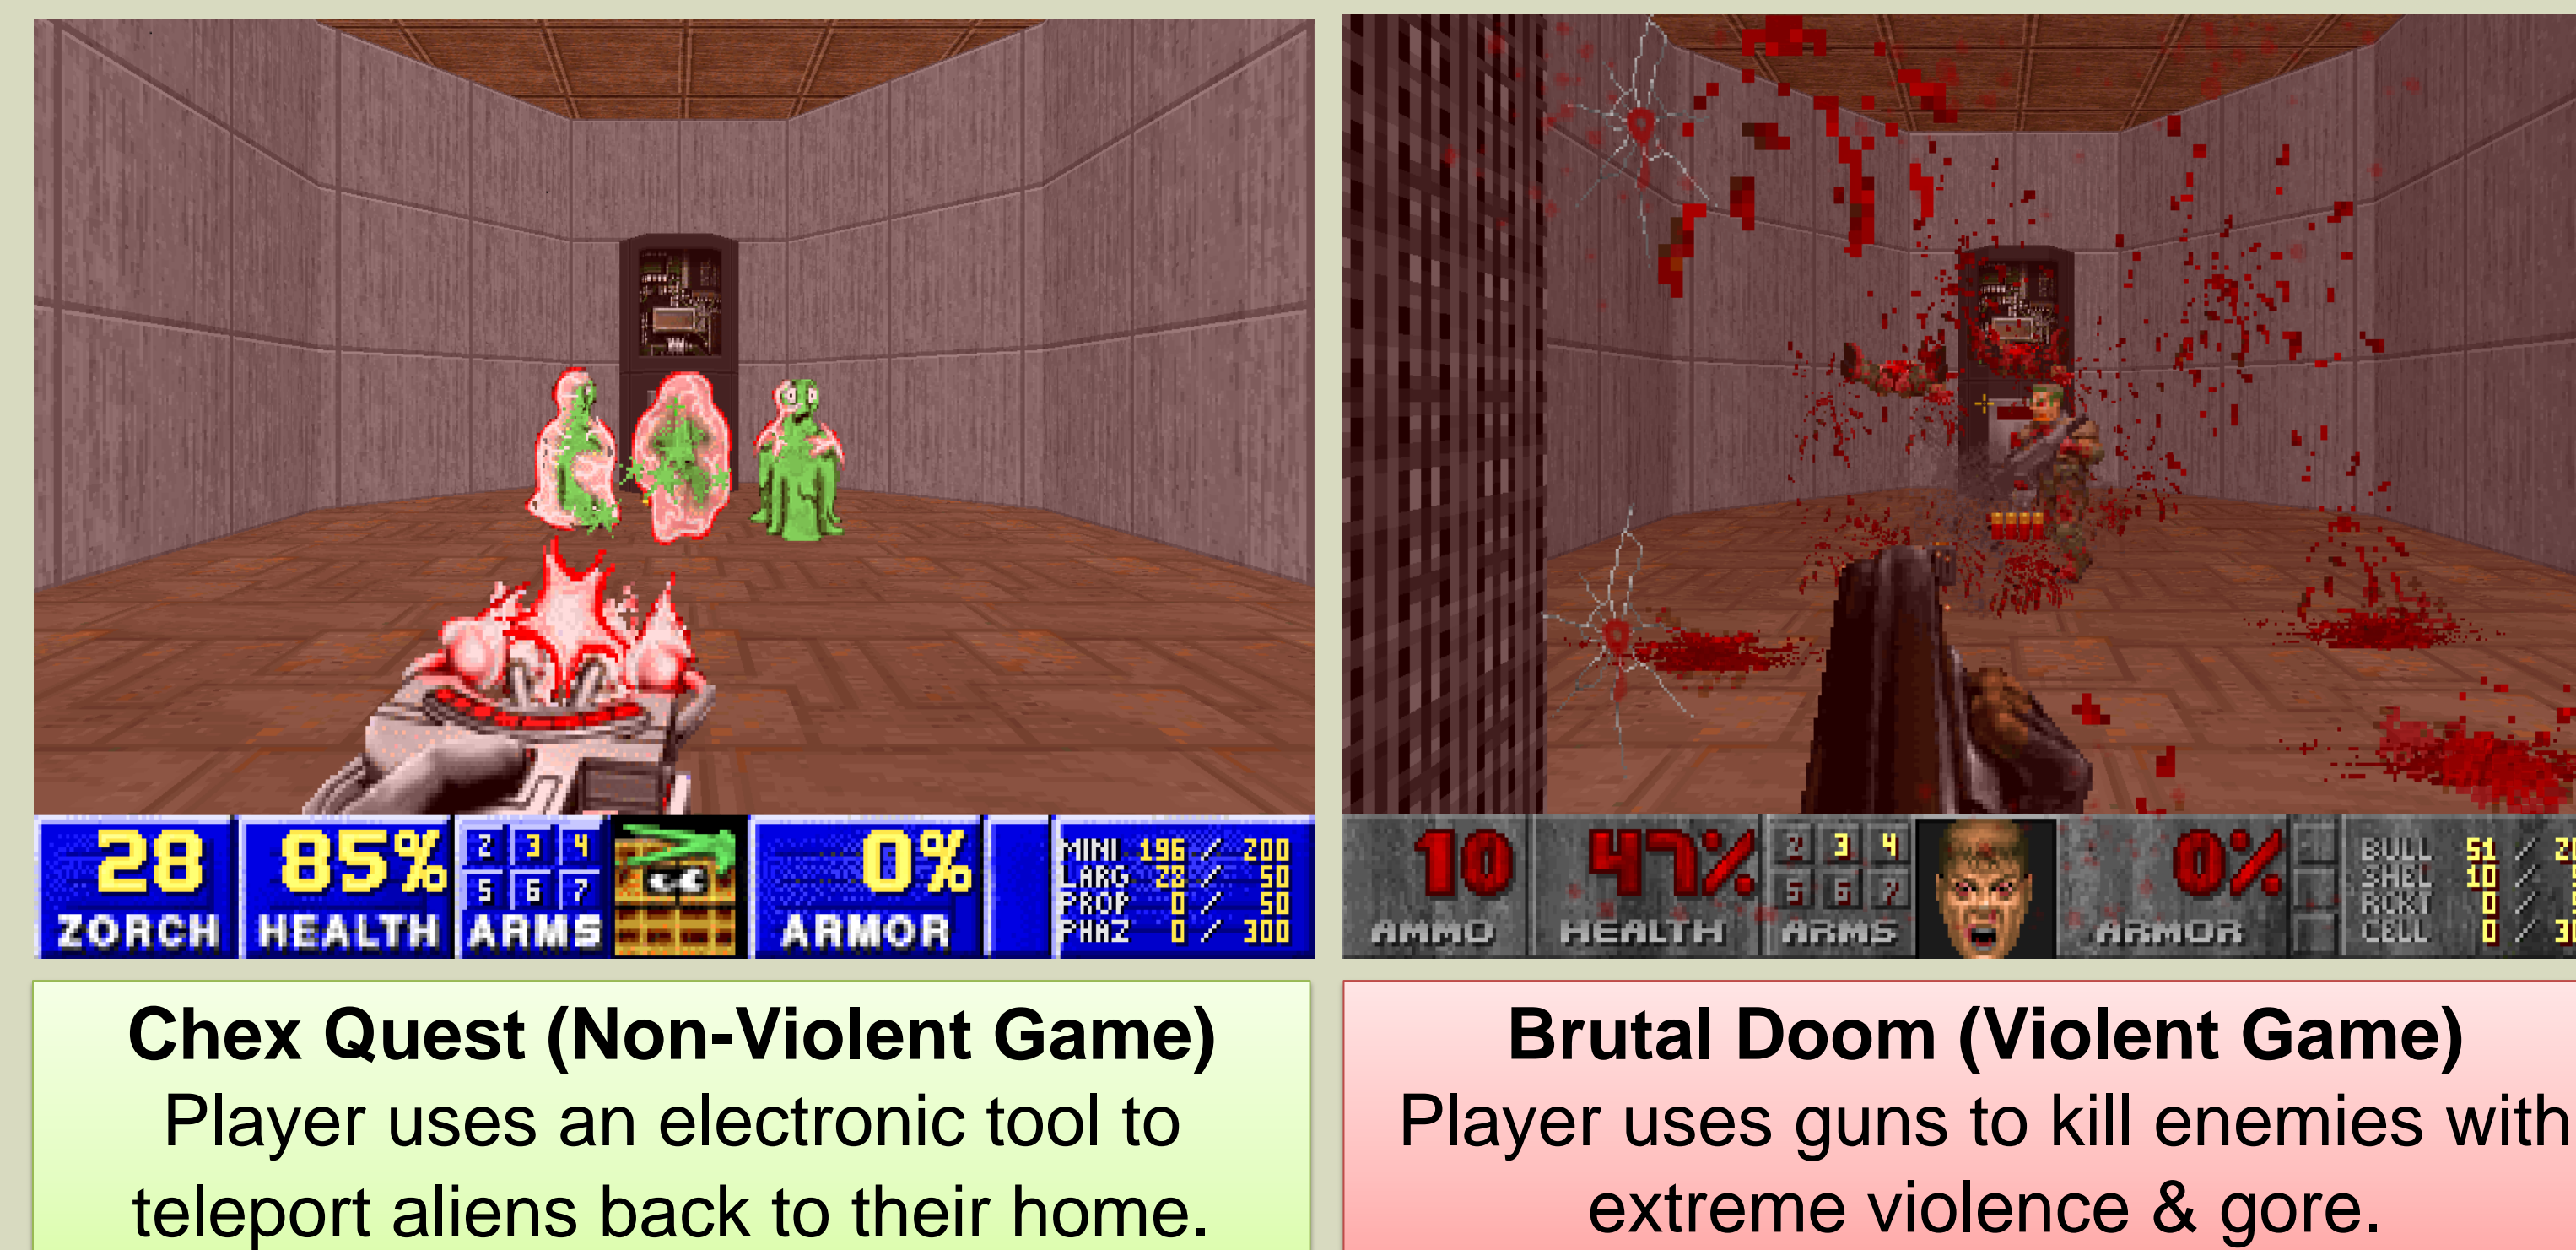 28
ZORCH
85%
HEALTH
2 3 4
5 6 7
ARMS
0%
ARMOR
MINI 196 / 200
LARG 28 / 50
PROP 0 / 50
PHAZ 0 / 300
10
AMMO
47%
HEALTH
2 3 4
5 6 7
ARMS
0%
ARMOR
BULL 51 /
SHEL 10 /
RCKT 0 /
CELL 0 /
Chex Quest (Non-Violent Game)
Player uses an electronic tool to
teleport aliens back to their home.
Brutal Doom (Violent Game)
Player uses guns to kill enemies with
extreme violence & gore.